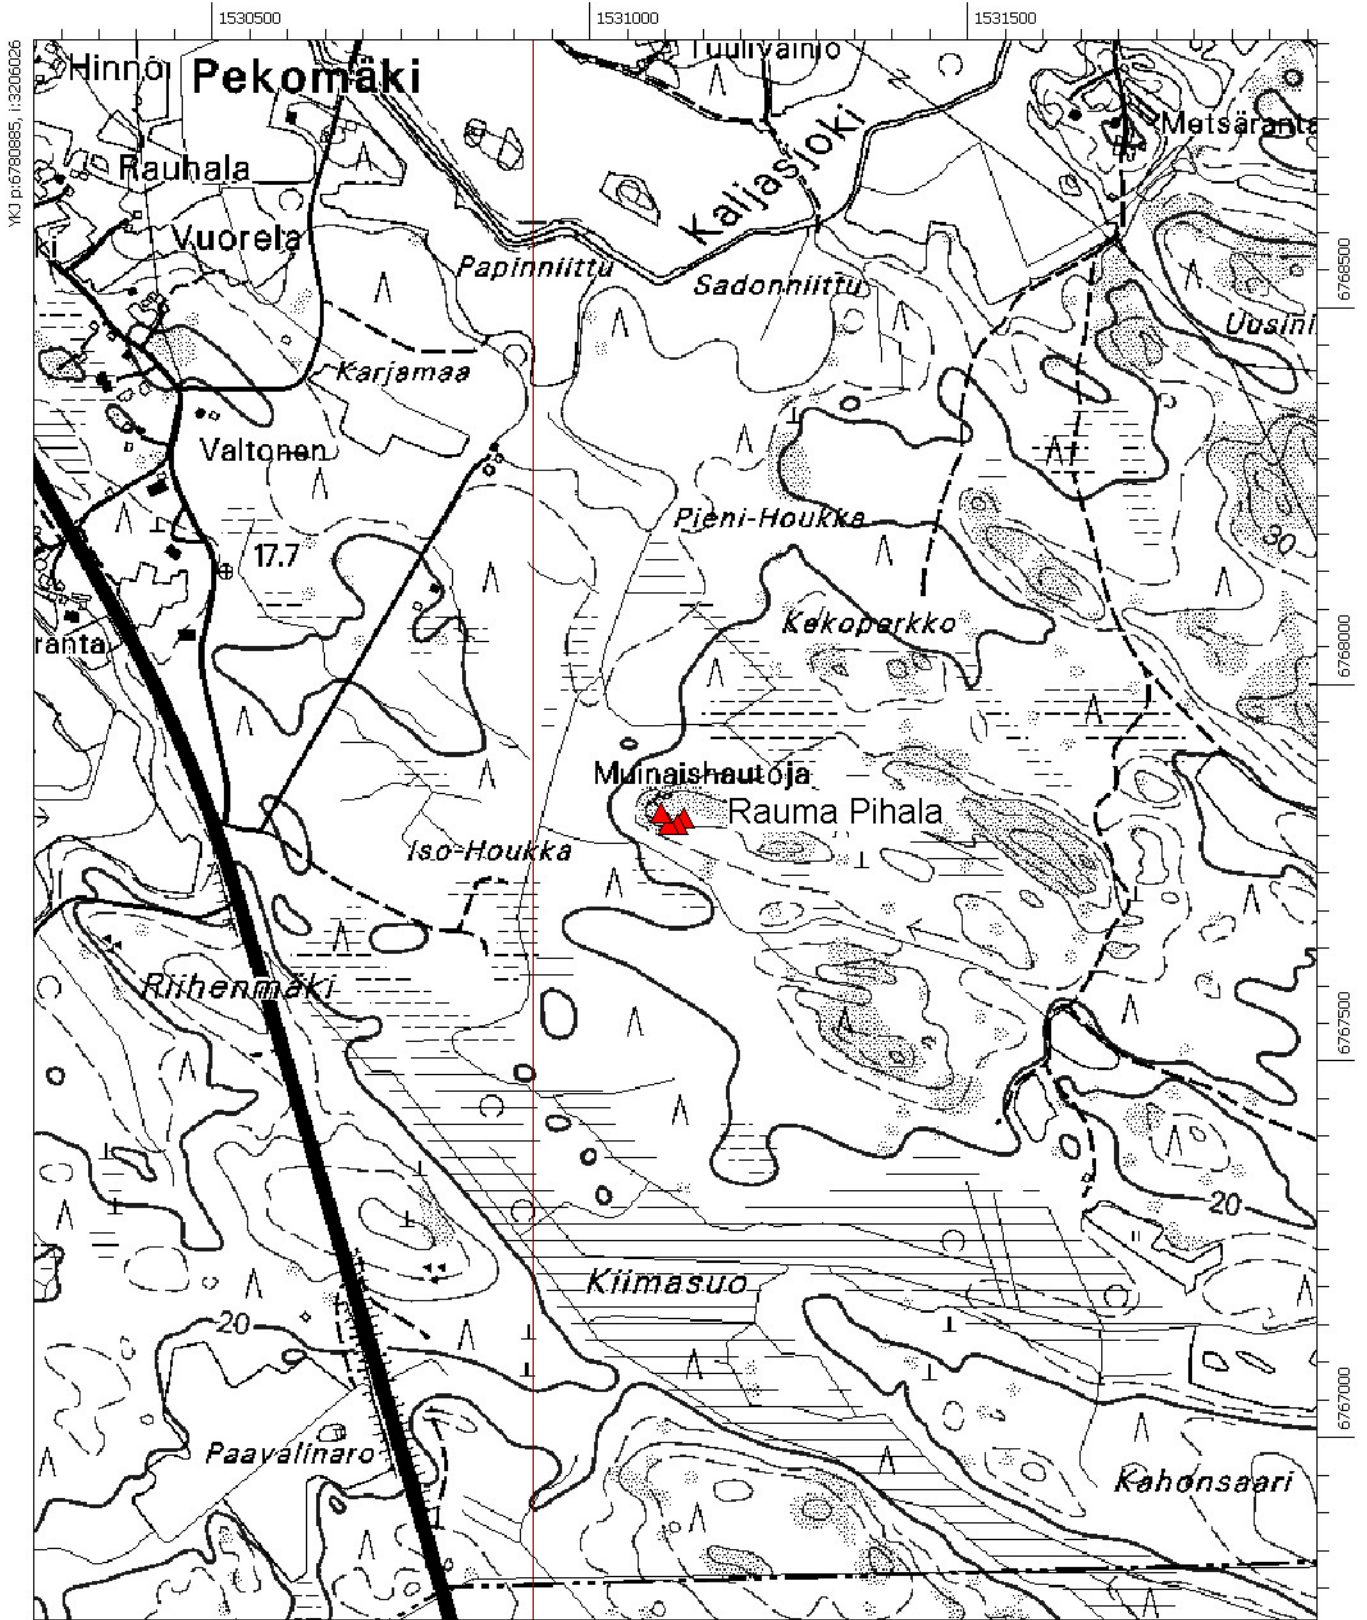 1530500
1531000
1531500
YKJ p:6780885, i:3206026
Hinno
Pekomäki
Tuulivainio
Metsäranta
Rauhala
Kaljasjoki
Vuorela
ki
Papinniittu
Sadonniittu
6768500
Uusini
Karjamaa
Valtonen
Pieni-Houkka
30
17.7
Kekoparkko
ranta
6768000
Muinaishautoja
Rauma Pihala
Iso-Houkka
Riihenmäki
6767500
20
Kiimasuo
20
6767000
Paavalinaro
Kahonsaari